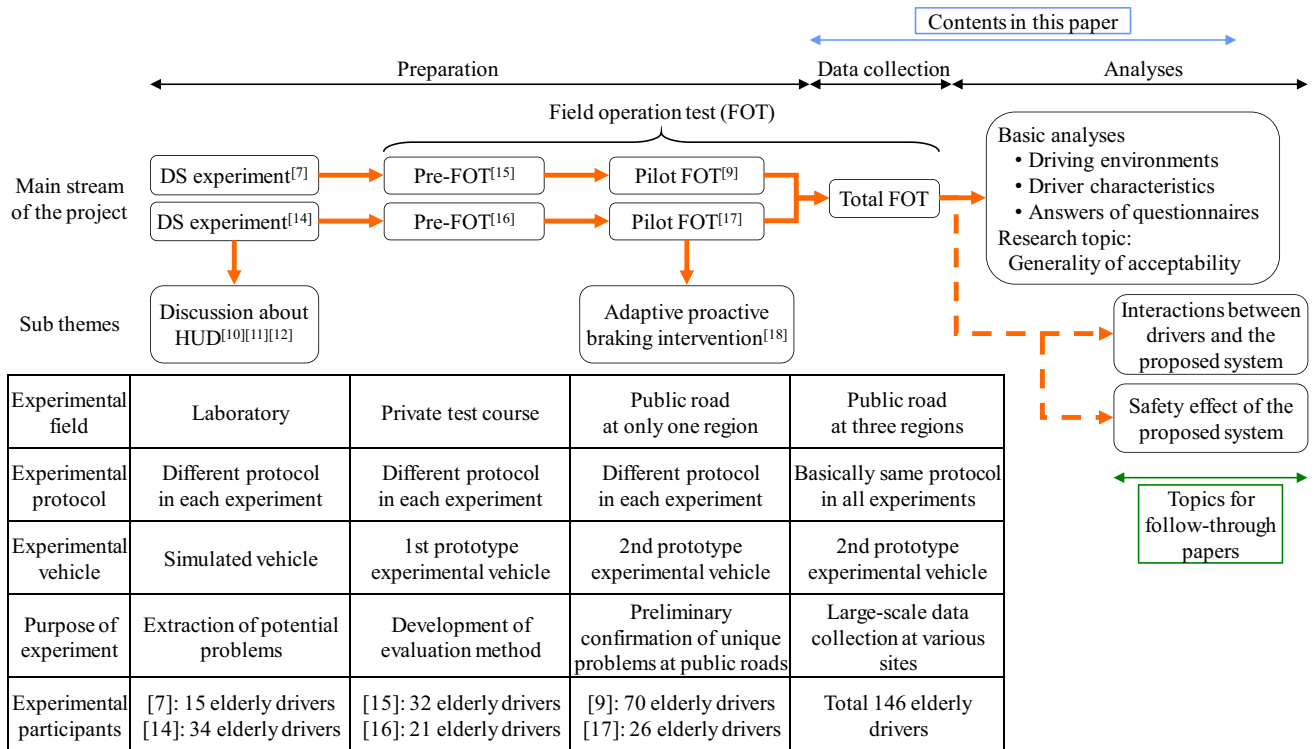 Contents in this paper
Preparation
Data collection
Analyses
Field operation test (FOT)
Main stream
of the project
DS experiment[7]
Pre-FOT[15]
Pilot FOT[9]
DS experiment[14]
Pre-FOT[16]
Pilot FOT[17]
Total FOT
Basic analyses
• Driving environments
• Driver characteristics
• Answers of questionnaires
Research topic:
Generality of acceptability
Sub themes
Discussion about
HUD[10][11][12]
Adaptive proactive
braking intervention[18]
Interactions between
drivers and the
proposed system
Safety effect of the
proposed system
Topics for
follow-through
papers
Experimental
field
Laboratory
Private test course
Public road
at only one region
Public road
at three regions
Experimental
protocol
Different protocol
in each experiment
Different protocol
in each experiment
Different protocol
in each experiment
Basically same protocol
in all experiments
Experimental
vehicle
Simulated vehicle
1st prototype
experimental vehicle
2nd prototype
experimental vehicle
2nd prototype
experimental vehicle
Purpose of
experiment
Extraction of potential
problems
Development of
evaluation method
Preliminary
confirmation of unique
problems at public roads
Large-scale data
collection at various
sites
Experimental
participants
[7]: 15 elderly drivers
[14]: 34 elderly drivers
[15]: 32 elderly drivers
[16]: 21 elderly drivers
[9]: 70 elderly drivers
[17]: 26 elderly drivers
Total 146 elderly
drivers